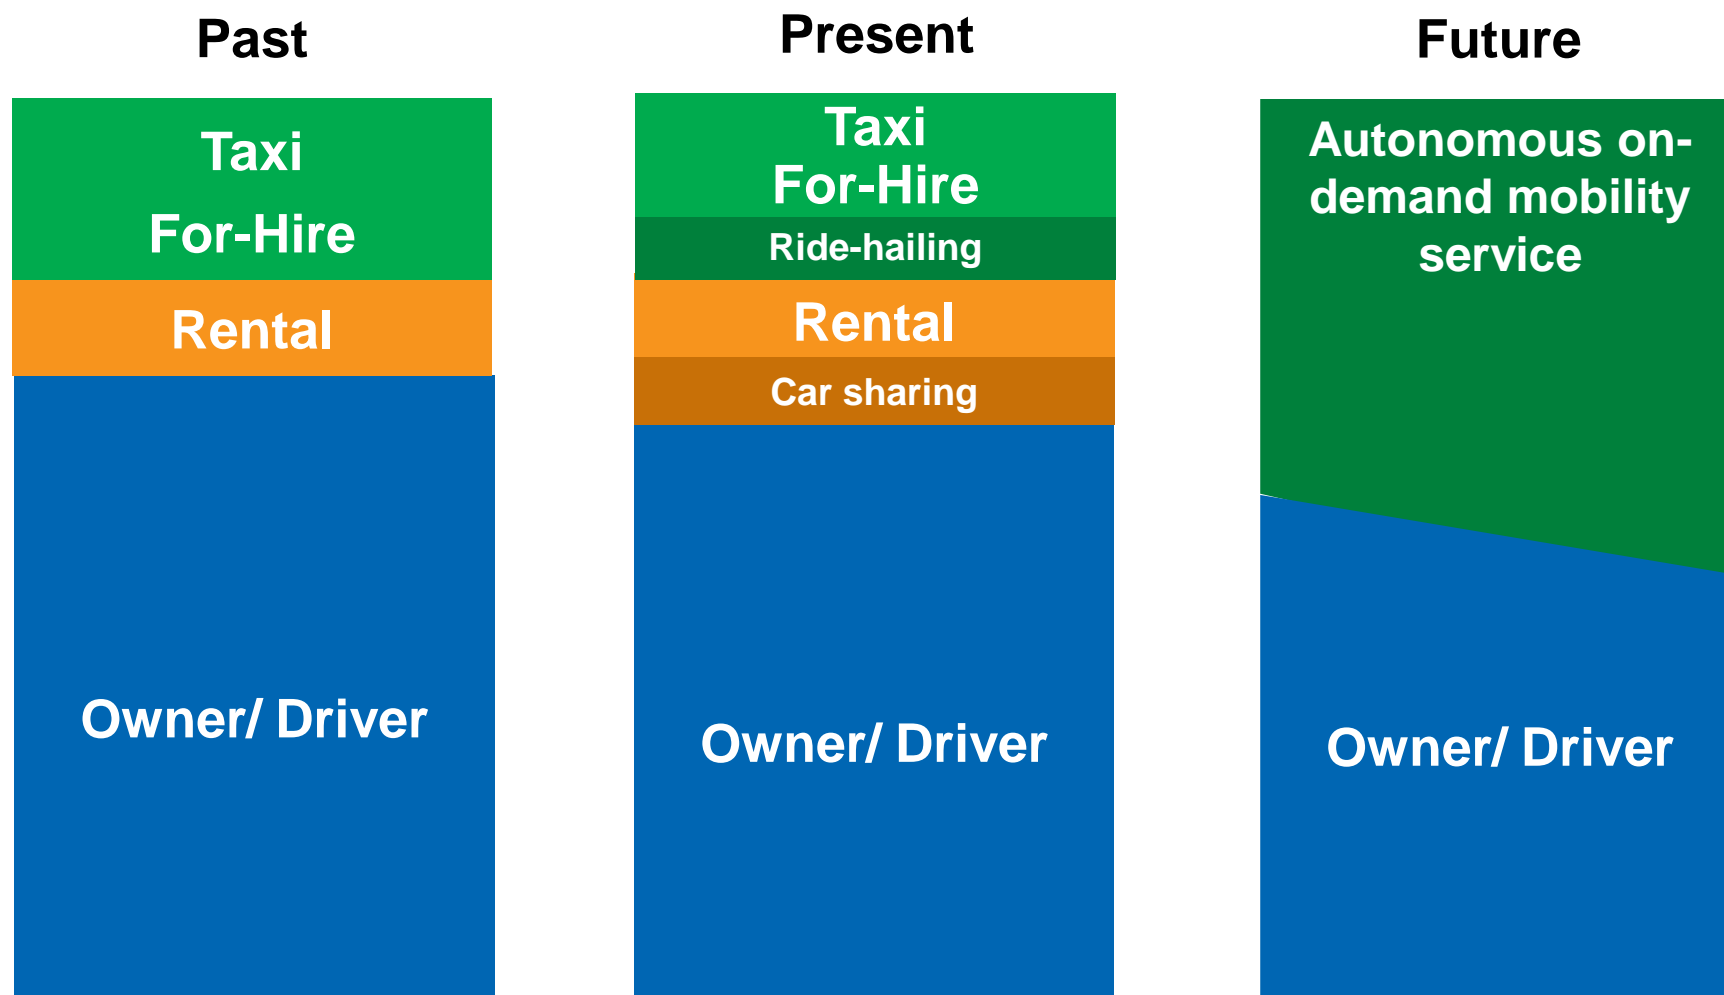 Past
Taxi
For-Hire
Rental
Owner/ Driver
Present
Taxi
For-Hire
Ride-hailing
Rental
Car sharing
Owner/ Driver
Future
Autonomous on-
demand mobility
service
Owner/ Driver